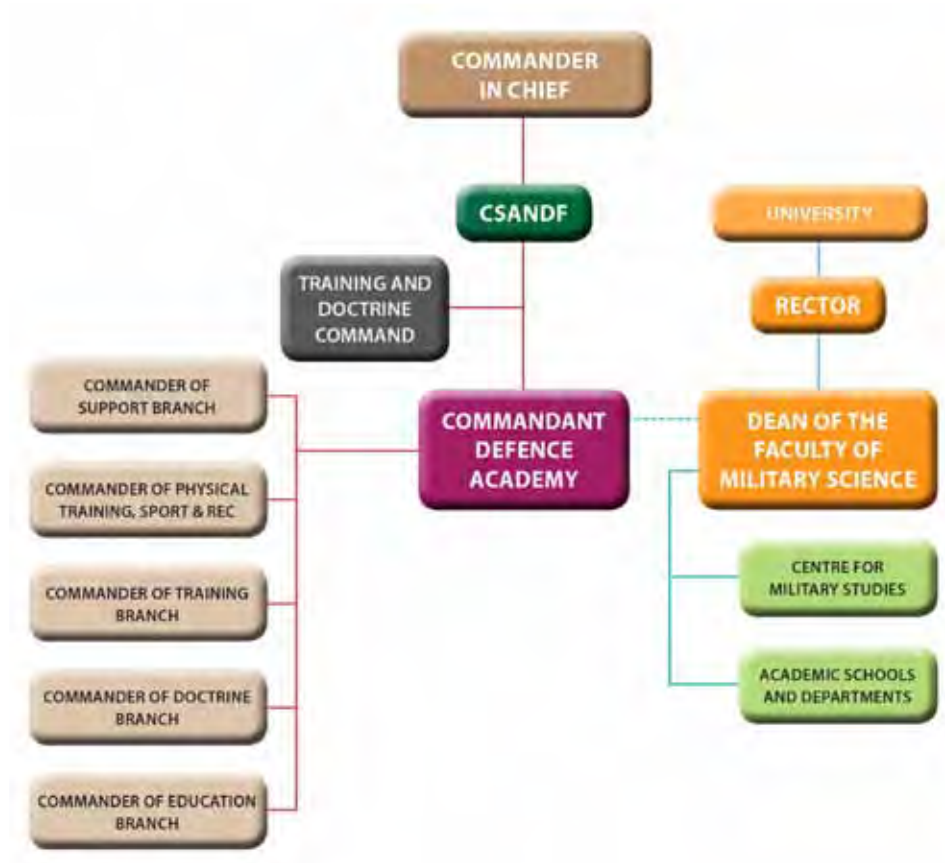 COMMANDER
IN CHIEF
CSANDF
UNIVERSITY
TRAINING AND
DOCTRINE
COMMAND
RECTOR
COMMANDER OF
SUPPORT BRANCH
COMMANDANT
DEFENCE
ACADEMY
DEAN OF THE
FACULTY OF
MILITARY SCIENCE
COMMANDER OF PHYSICAL
TRAINING, SPORT & REC
CENTRE FOR
MILITARY STUDIES
COMMANDER OF TRAINING
BRANCH
ACADEMIC SCHOOLS
AND DEPARTMENTS
COMMANDER OF DOCTRINE
BRANCH
COMMANDER OF EDUCATION
BRANCH